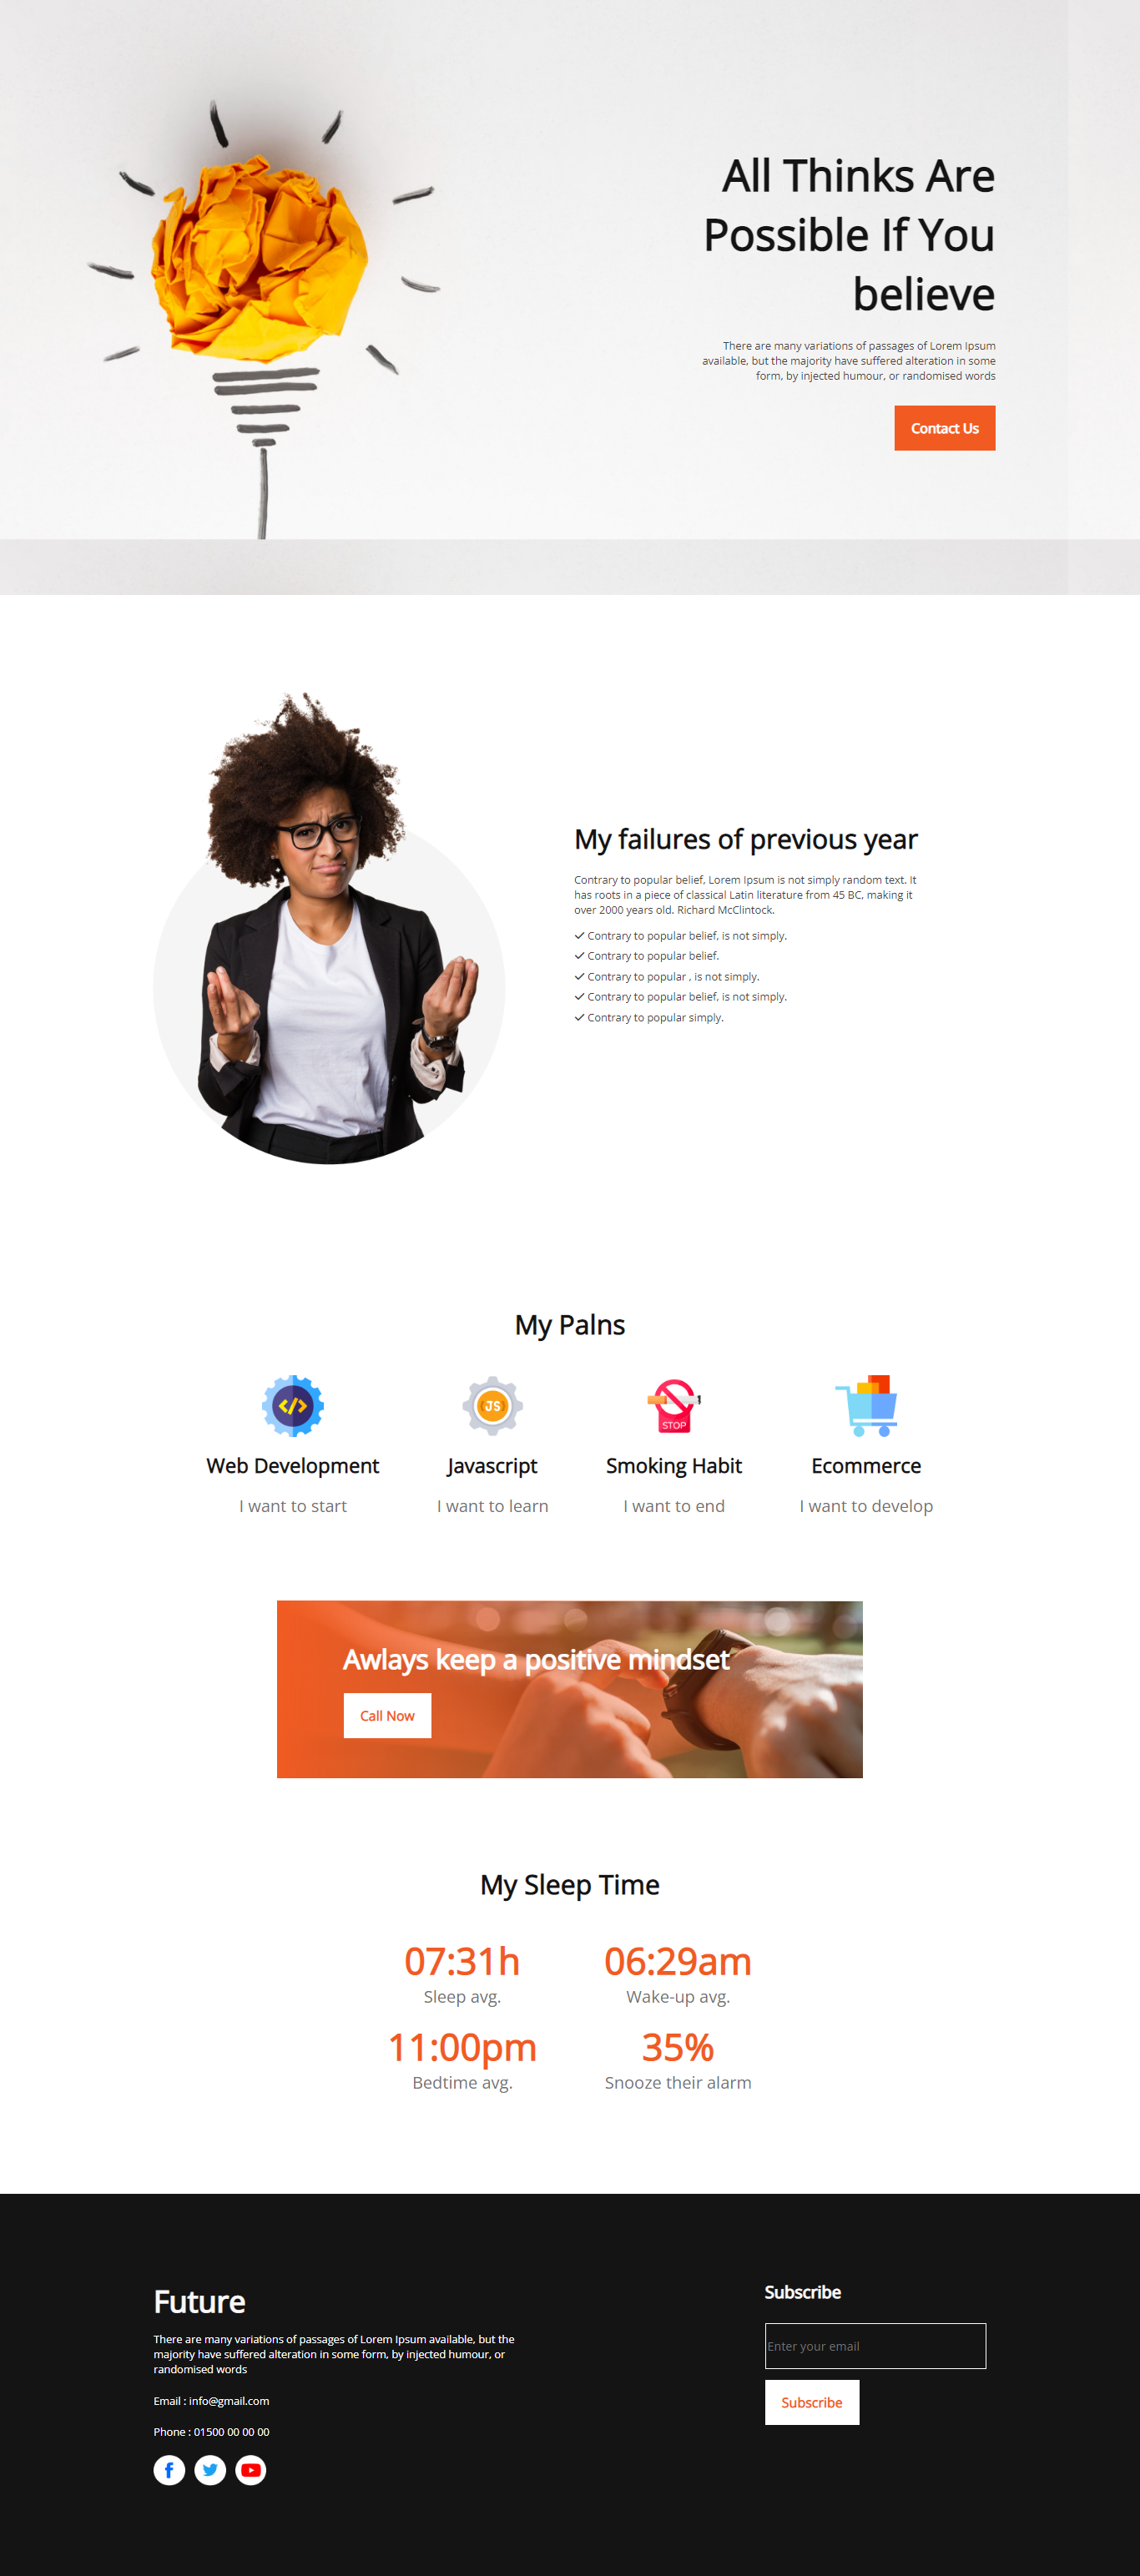 All Thinks Are
Possible If You
believe
There are many variations of passages of Lorem Ipsum
available, but the majority have suffered alteration in some
form, by injected humour, or randomised words
Contact Us
My failures of previous year
Contrary to popular belief, Lorem Ipsum is not simply random text. It
has roots in a piece of classical Latin literature from 45 BC, making it
over 2000 years old. Richard McClintock.
Contrary to popular belief, is not simply.
Contrary to popular belief.
Contrary to popular , is not simply.
Contrary to popular belief, is not simply.
Contrary to popular simply.
My Palns
</> JS STOP
Web Development Javascript Smoking Habit Ecommerce
I want to start I want to learn I want to end I want to develop
Awlays keep a positive mindset
Call Now
My Sleep Time
07:31h 06:29am
Sleep avg. Wake-up avg.
11:00pm 35%
Bedtime avg. Snooze their alarm
Future
There are many variations of passages of Lorem Ipsum available, but the
majority have suffered alteration in some form, by injected humour, or
randomised words
Email : info@gmail.com
Phone : 01500 00 00 00
Subscribe
Enter your email
Subscribe